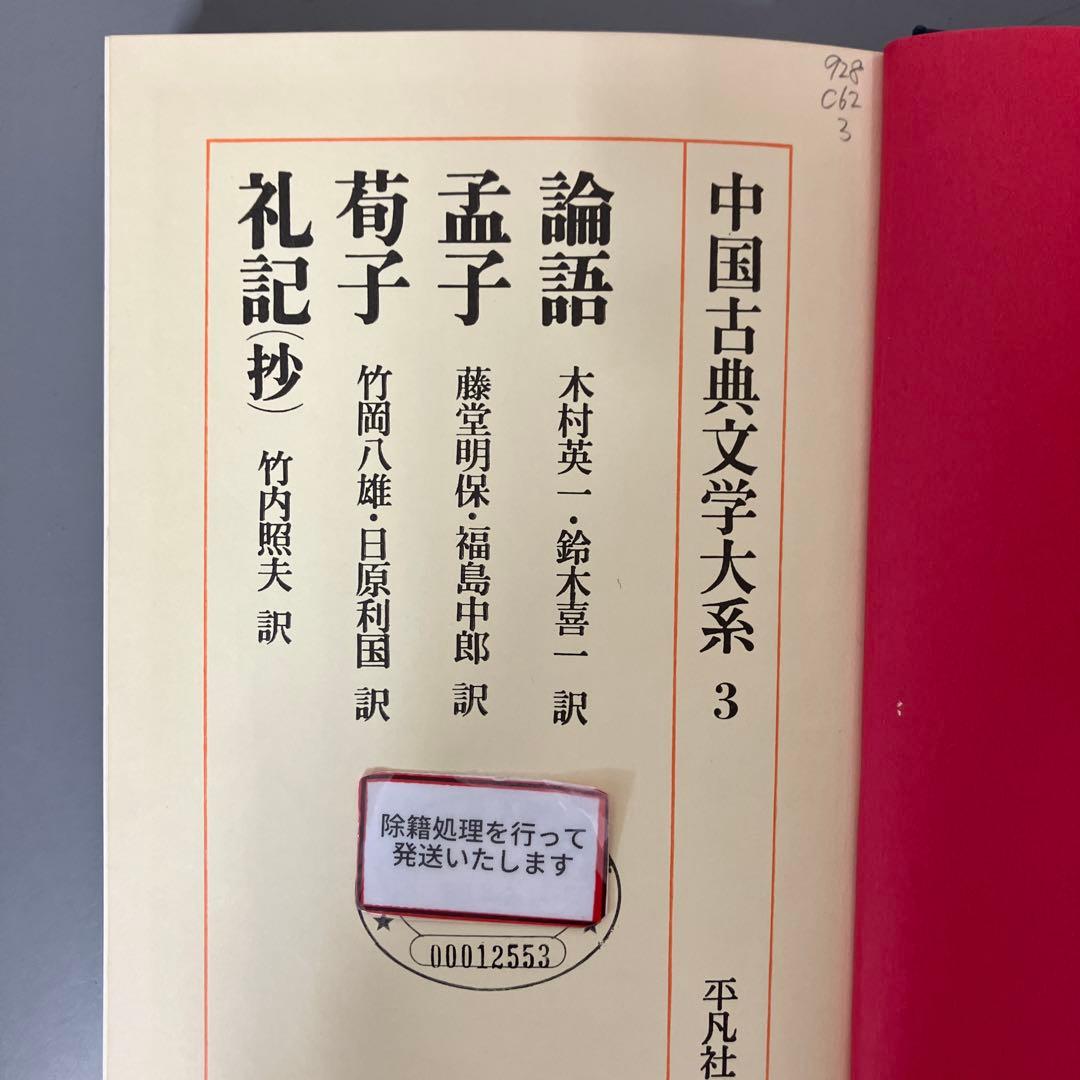 928
C62
3
中国古典文学大系 3
論語 木村英一・鈴木喜一 訳
孟子 藤堂明保・福島中郎 訳
荀子 竹岡八雄・日原利国 訳
礼記(抄) 竹内照夫 訳
除籍処理を行って
発送いたします
00012553
平凡社